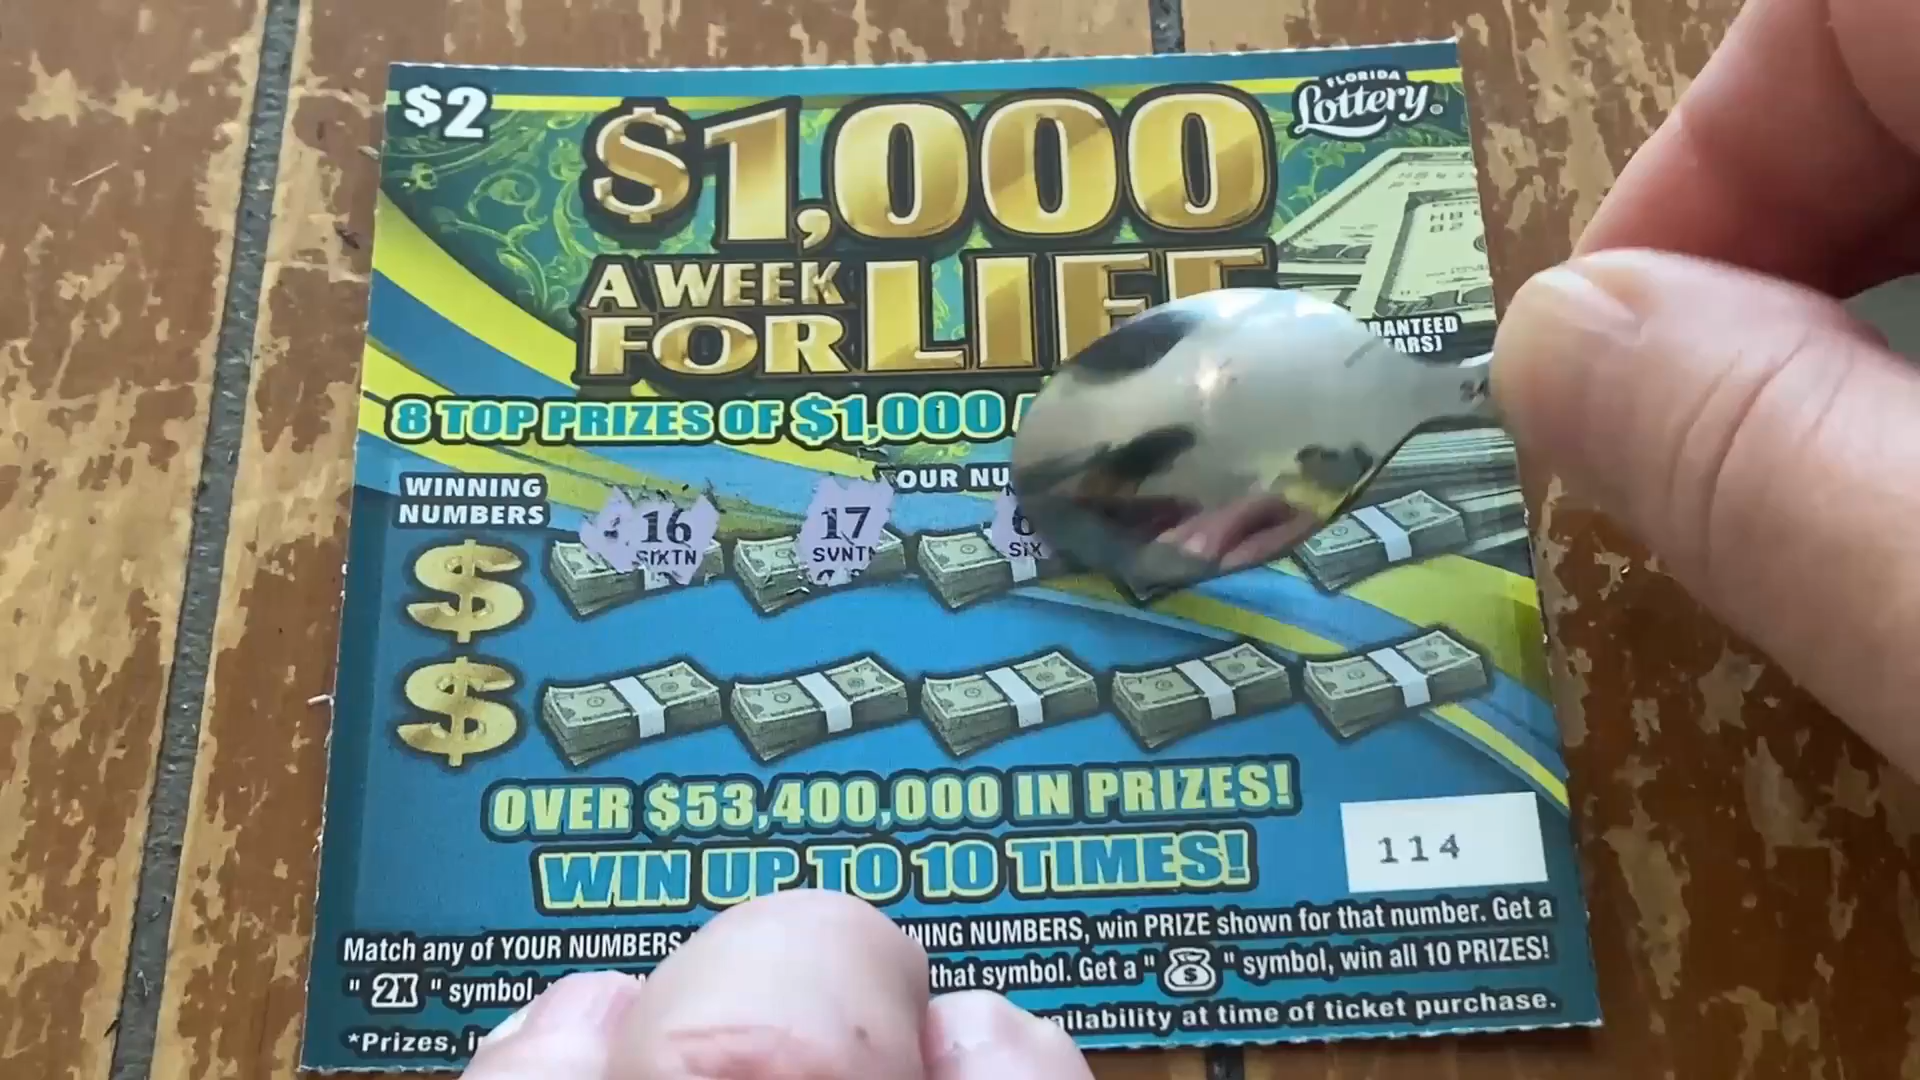 $2
$1,000
FLORIDA
Lottery
A WEEK
FOR
8 TOP PRIZES OF $1,000
WINNING
NUMBERS
16
SIXTN
17
SVNTN
6
SIX
$
$
OVER $53,400,000 IN PRIZES!
WIN UP TO 10 TIMES!
114
Match any of YOUR NUMBERS NUMBERS, win PRIZE shown for that number. Get a
" 2X " symbol that symbol. Get a " $ " symbol, win all 10 PRIZES!
*Prizes, at time of ticket purchase.